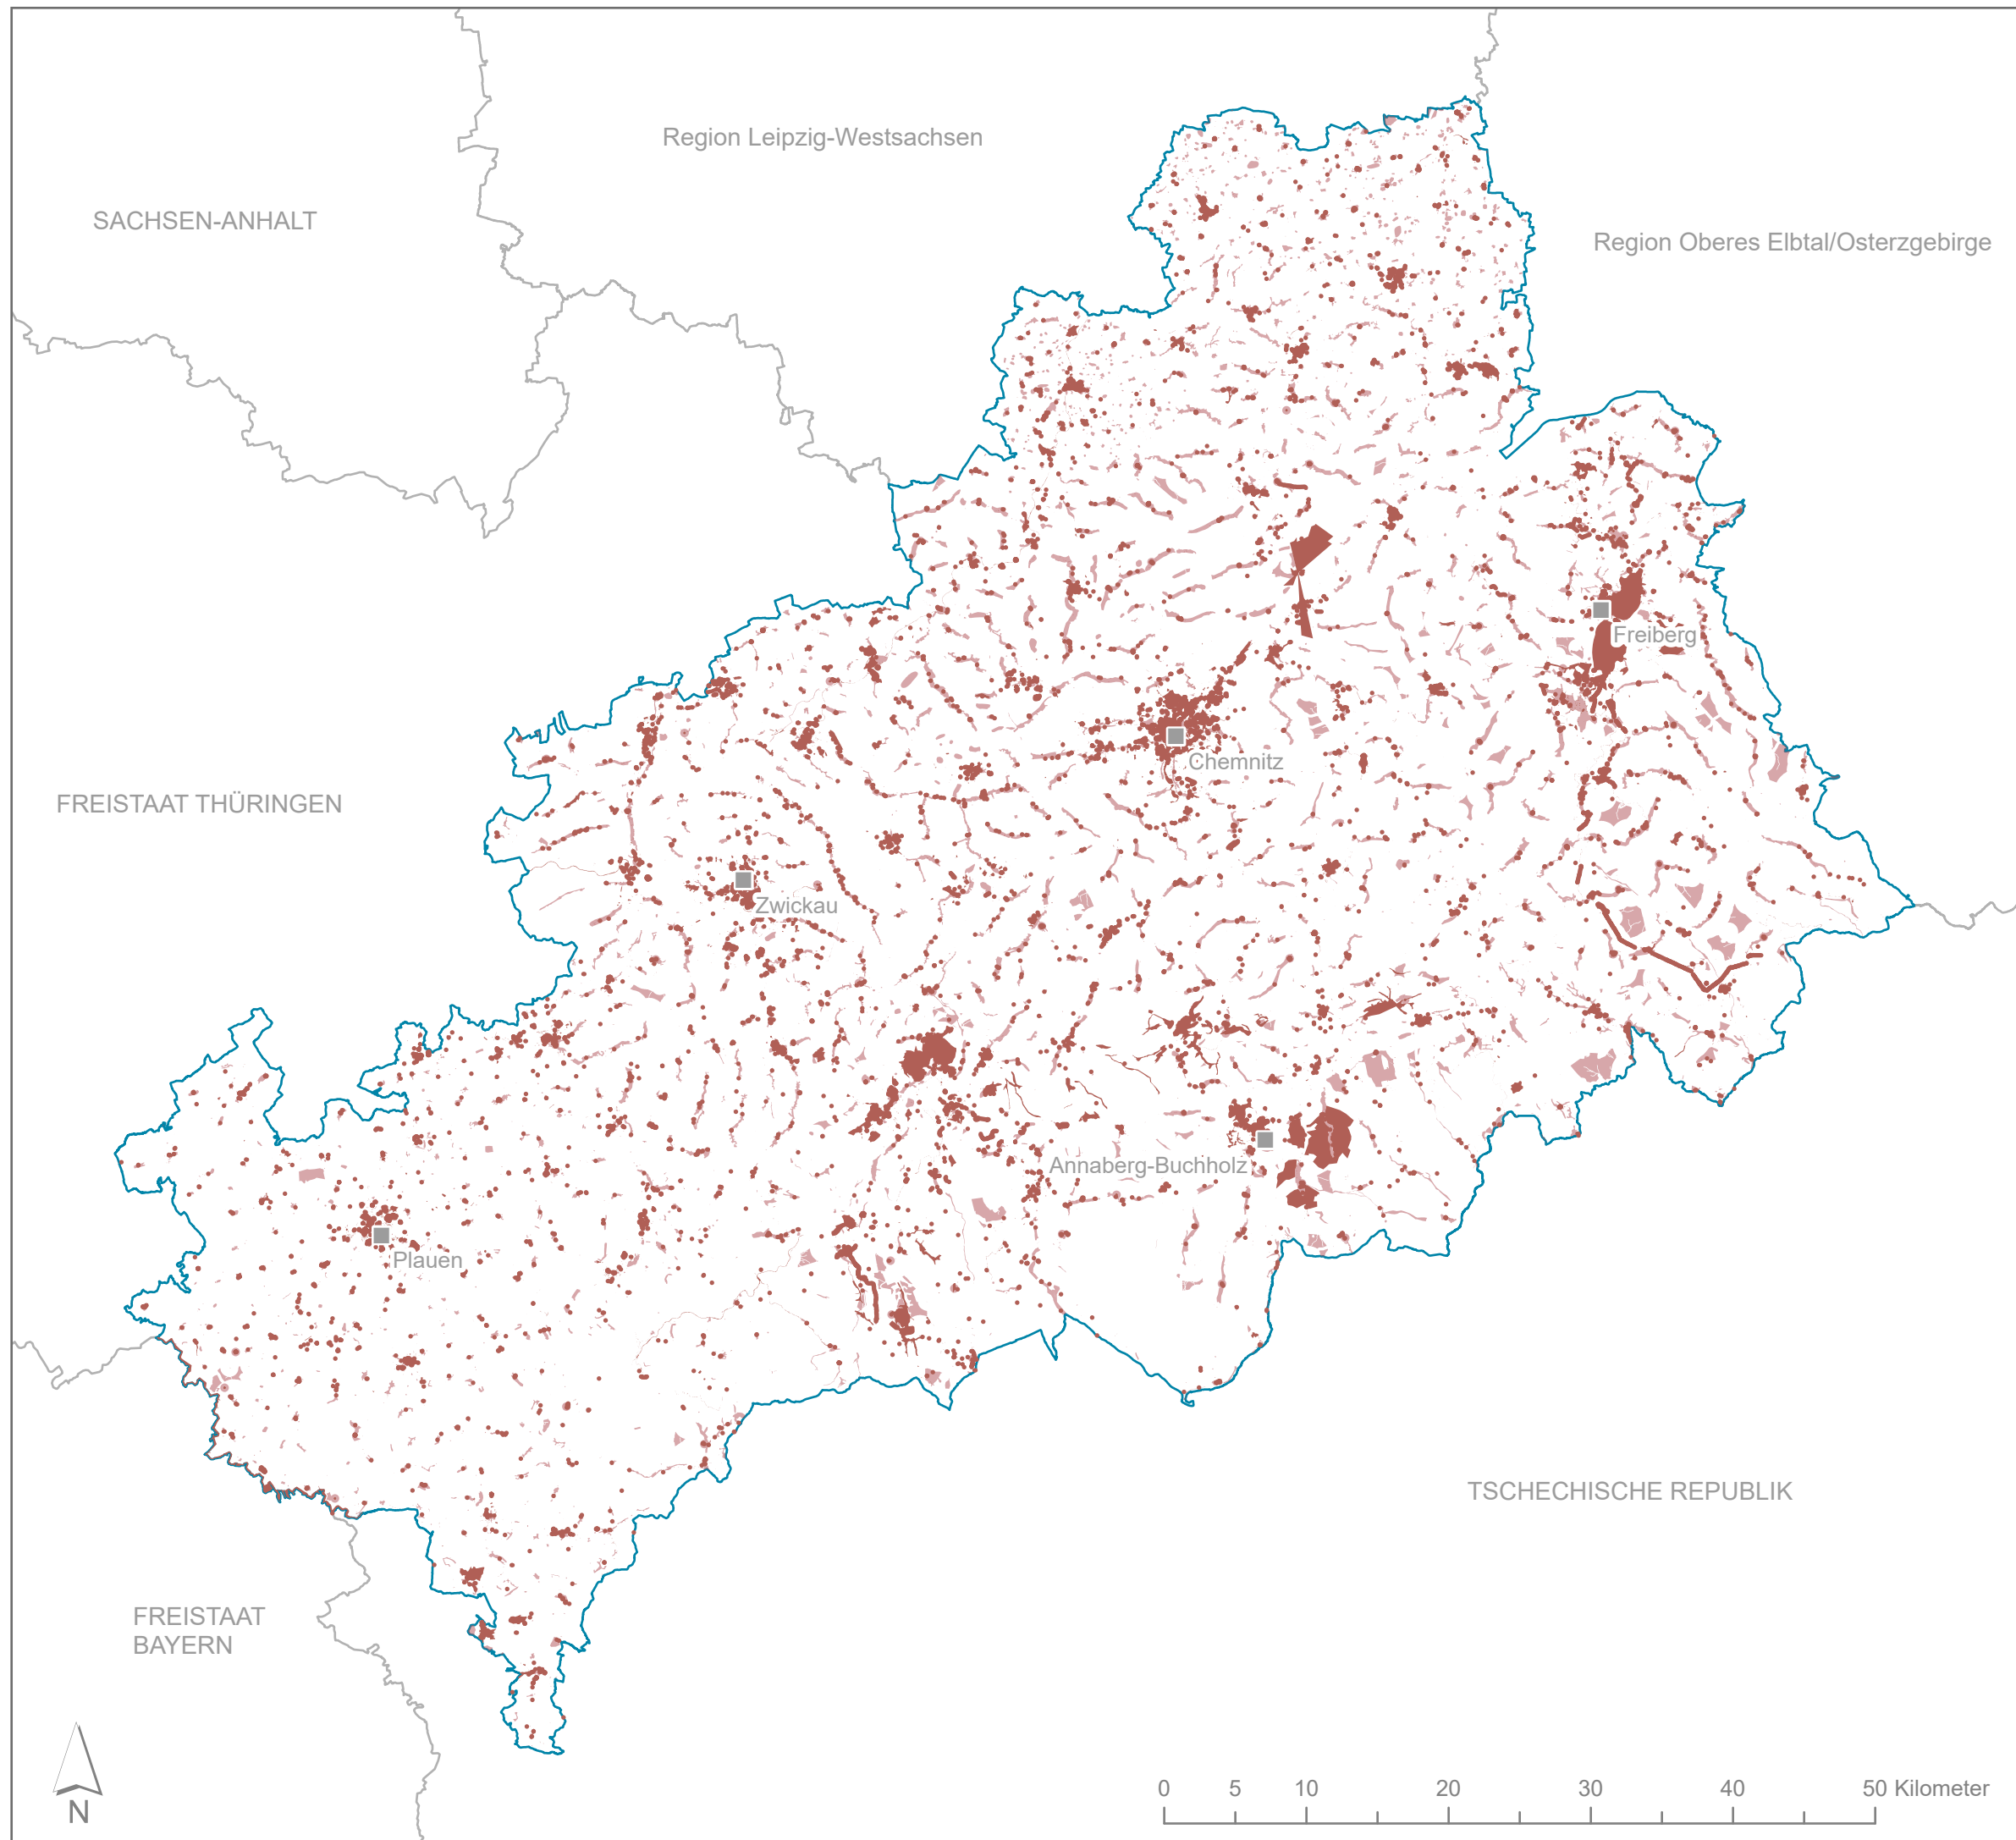 Region Leipzig-Westsachsen
SACHSEN-ANHALT
Region Oberes Elbtal/Osterzgebirge
Freiberg
Chemnitz
FREISTAAT THÜRINGEN
Zwickau
Annaberg-Buchholz
Plauen
TSCHECHISCHE REPUBLIK
FREISTAAT
BAYERN
0 5 10 20 30 40 50 Kilometer
N